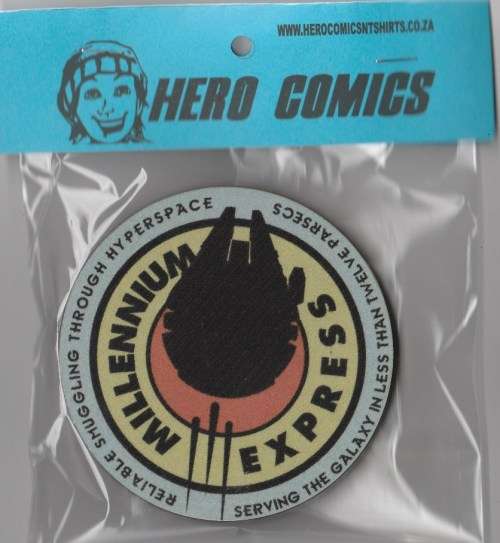 WWW.HEROCOMICSNTSHIRTS.CO.ZA
HERO COMICS
RELIABLE SMUGGLING THROUGH HYPERSPACE
MILLENNIUM
EXPRESS
SERVING THE GALAXY IN LESS THAN TWELVE PARSECS